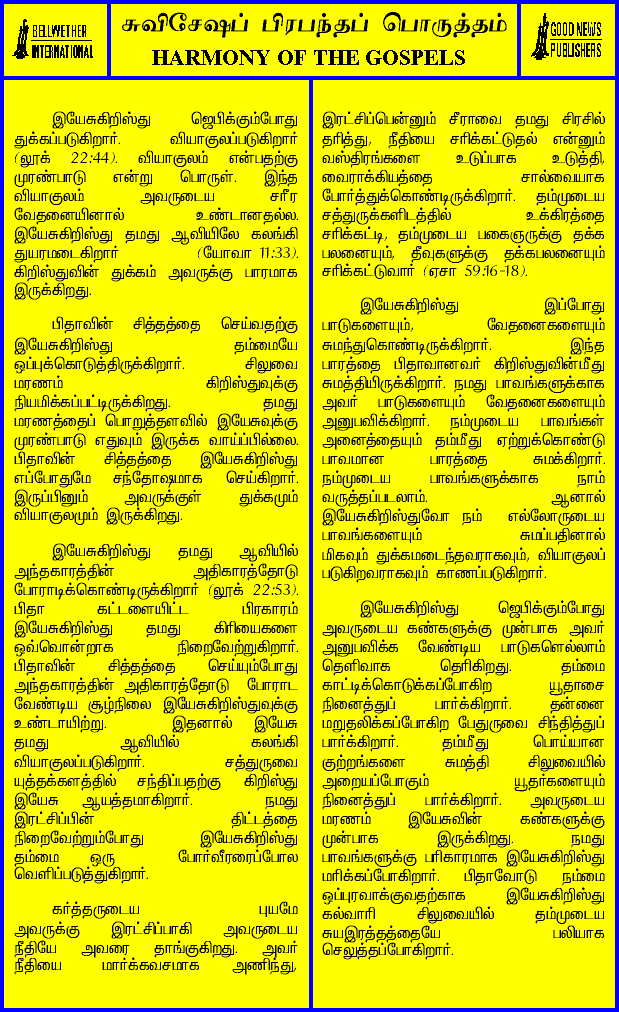 BELLWETHER
INTERNATIONAL
சுவிசேஷப் பிரபந்தப் பொருத்தம்
HARMONY OF THE GOSPELS
GOOD NEWS
PUBLISHERS
இயேசுகிறிஸ்து ஜெபிக்கும்போது
துக்கப்படுகிறார். வியாகுலப்படுகிறார்
(லூக் 22:44). வியாகுலம் என்பதற்கு
முரண்பாடு என்று பொருள். இந்த
வியாகுலம் அவருடைய சரீர
வேதனையினால் உண்டானதல்ல.
இயேசுகிறிஸ்து தமது ஆவியிலே கலங்கி
துயரமடைகிறார் (யோவா 11:33).
கிறிஸ்துவின் துக்கம் அவருக்கு பாரமாக
இருக்கிறது.
பிதாவின் சித்தத்தை செய்வதற்கு
இயேசுகிறிஸ்து தம்மையே
ஒப்புக்கொடுத்திருக்கிறார். சிலுவை
மரணம் கிறிஸ்துவுக்கு
நியமிக்கப்பட்டிருக்கிறது. தமது
மரணத்தைப் பொறுத்தளவில் இயேசுவுக்கு
முரண்பாடு எதுவும் இருக்க வாய்ப்பில்லை.
பிதாவின் சித்தத்தை இயேசுகிறிஸ்து
எப்போதுமே சந்தோஷமாக செய்கிறார்.
இருப்பினும் அவருக்குள் துக்கமும்
வியாகுலமும் இருக்கிறது.
இயேசுகிறிஸ்து தமது ஆவியில்
அந்தகாரத்தின் அதிகாரத்தோடு
போராடிக்கொண்டிருக்கிறார் (லூக் 22:53).
பிதா கட்டளையிட்ட பிரகாரம்
இயேசுகிறிஸ்து தமது கிரியைகளை
ஒவ்வொன்றாக நிறைவேற்றுகிறார்.
பிதாவின் சித்தத்தை செய்யும்போது
அந்தகாரத்தின் அதிகாரத்தோடு போராட
வேண்டிய சூழ்நிலை இயேசுகிறிஸ்துவுக்கு
உண்டாயிற்று. இதனால் இயேசு
தமது ஆவியில் கலங்கி
வியாகுலப்படுகிறார். சத்துருவை
யுத்தக்களத்தில் சந்திப்பதற்கு கிறிஸ்து
இயேசு ஆயத்தமாகிறார். நமது
இரட்சிப்பின் திட்டத்தை
நிறைவேற்றும்போது இயேசுகிறிஸ்து
தம்மை ஒரு போர்வீரரைப்போல
வெளிப்படுத்துகிறார்.
கர்த்தருடைய புயமே
அவருக்கு இரட்சிப்பாகி அவருடைய
நீதியே அவரை தாங்குகிறது. அவர்
நீதியை மார்க்கவசமாக அணிந்து,
இரட்சிப்பென்னும் சீராவை தமது சிரசில்
தரித்து, நீதியை சரிக்கட்டுதல் என்னும்
வஸ்திரங்களை உடுப்பாக உடுத்தி,
வைராக்கியத்தை சால்வையாக
போர்த்துக்கொண்டிருக்கிறார். தம்முடைய
சத்துருக்களிடத்தில் உக்கிரத்தை
சரிக்கட்டி, தம்முடைய பகைஞருக்கு தக்க
பலனையும், தீவுகளுக்கு தக்கபலனையும்
சரிக்கட்டுவார் (ஏசா 59:16-18).
இயேசுகிறிஸ்து இப்போது
பாடுகளையும், வேதனைகளையும்
சுமந்துகொண்டிருக்கிறார். இந்த
பாரத்தை பிதாவானவர் கிறிஸ்துவின்மீது
சுமத்தியிருக்கிறார். நமது பாவங்களுக்காக
அவர் பாடுகளையும் வேதனைகளையும்
அனுபவிக்கிறார். நம்முடைய பாவங்கள்
அனைத்தையும் தம்மீது ஏற்றுக்கொண்டு
பாவமான பாரத்தை சுமக்கிறார்.
நம்முடைய பாவங்களுக்காக நாம்
வருத்தப்படலாம். ஆனால்
இயேசுகிறிஸ்துவோ நம் எல்லோருடைய
பாவங்களையும் சுமப்பதினால்
மிகவும் துக்கமடைந்தவராகவும், வியாகுலப்
படுகிறவராகவும் காணப்படுகிறார்.
இயேசுகிறிஸ்து ஜெபிக்கும்போது
அவருடைய கண்களுக்கு முன்பாக அவர்
அனுபவிக்க வேண்டிய பாடுகளெல்லாம்
தெளிவாக தெரிகிறது. தம்மை
காட்டிக்கொடுக்கப்போகிற யூதாசை
நினைத்துப் பார்க்கிறார். தன்னை
மறுதலிக்கப்போகிற பேதுருவை சிந்தித்துப்
பார்க்கிறார். தம்மீது பொய்யான
குற்றங்களை சுமத்தி சிலுவையில்
அறையப்போகும் யூதர்களையும்
நினைத்துப் பார்க்கிறார். அவருடைய
மரணம் இயேசுவின் கண்களுக்கு
முன்பாக இருக்கிறது. நமது
பாவங்களுக்கு பரிகாரமாக இயேசுகிறிஸ்து
மரிக்கப்போகிறார். பிதாவோடு நம்மை
ஒப்புரவாக்குவதற்காக இயேசுகிறிஸ்து
கல்வாரி சிலுவையில் தம்முடைய
சுயஇரத்தத்தையே பலியாக
செலுத்தப்போகிறார்.